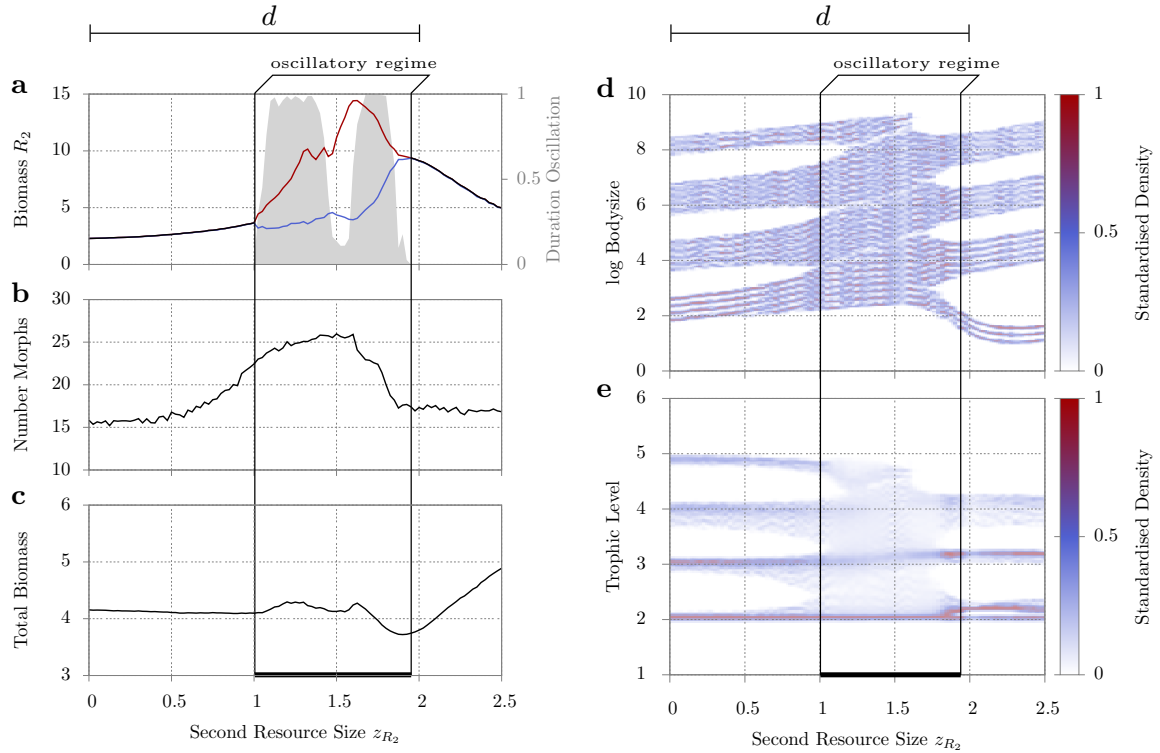 d
oscillatory regime
a
15
10
5
0
Biomass R₂
1
0.5
0
Duration Oscillation
b
30
25
20
15
10
Number Morphs
c
6
5
4
3
Total Biomass
0
0.5
1
1.5
2
2.5
Second Resource Size z_{R₂}
d
oscillatory regime
d
10
8
6
4
2
0
log Bodysize
1
0.5
0
Standardised Density
e
6
5
4
3
2
1
Trophic Level
1
0.5
0
Standardised Density
0
0.5
1
1.5
2
2.5
Second Resource Size z_{R₂}